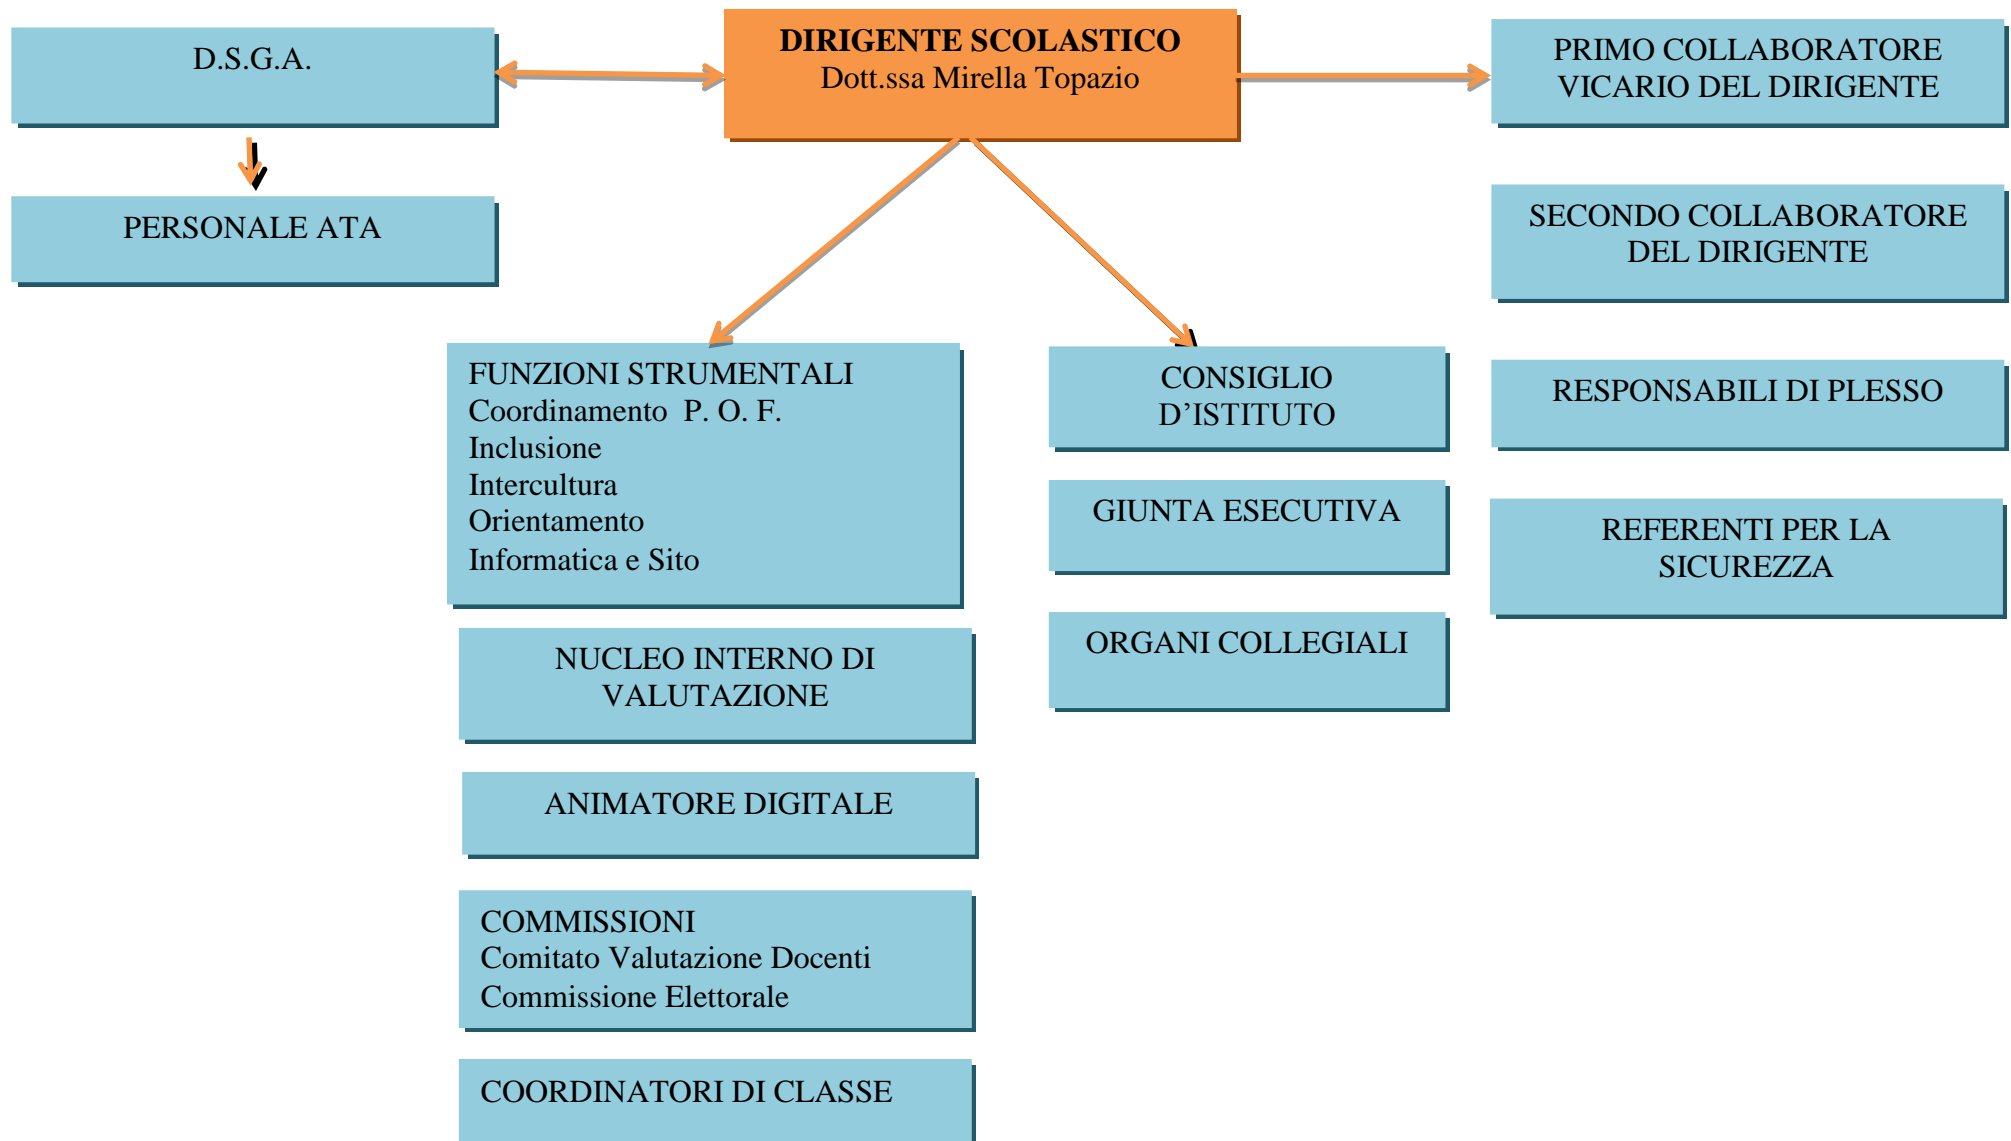 D.S.G.A.
DIRIGENTE SCOLASTICO
Dott.ssa Mirella Topazio
PRIMO COLLABORATORE
VICARIO DEL DIRIGENTE
PERSONALE ATA
SECONDO COLLABORATORE
DEL DIRIGENTE
FUNZIONI STRUMENTALI
Coordinamento  P. O. F.
Inclusione
Intercultura
Orientamento
Informatica e Sito
CONSIGLIO
D’ISTITUTO
RESPONSABILI DI PLESSO
GIUNTA ESECUTIVA
REFERENTI PER LA
SICUREZZA
ORGANI COLLEGIALI
NUCLEO INTERNO DI
VALUTAZIONE
ANIMATORE DIGITALE
COMMISSIONI
Comitato Valutazione Docenti
Commissione Elettorale
COORDINATORI DI CLASSE